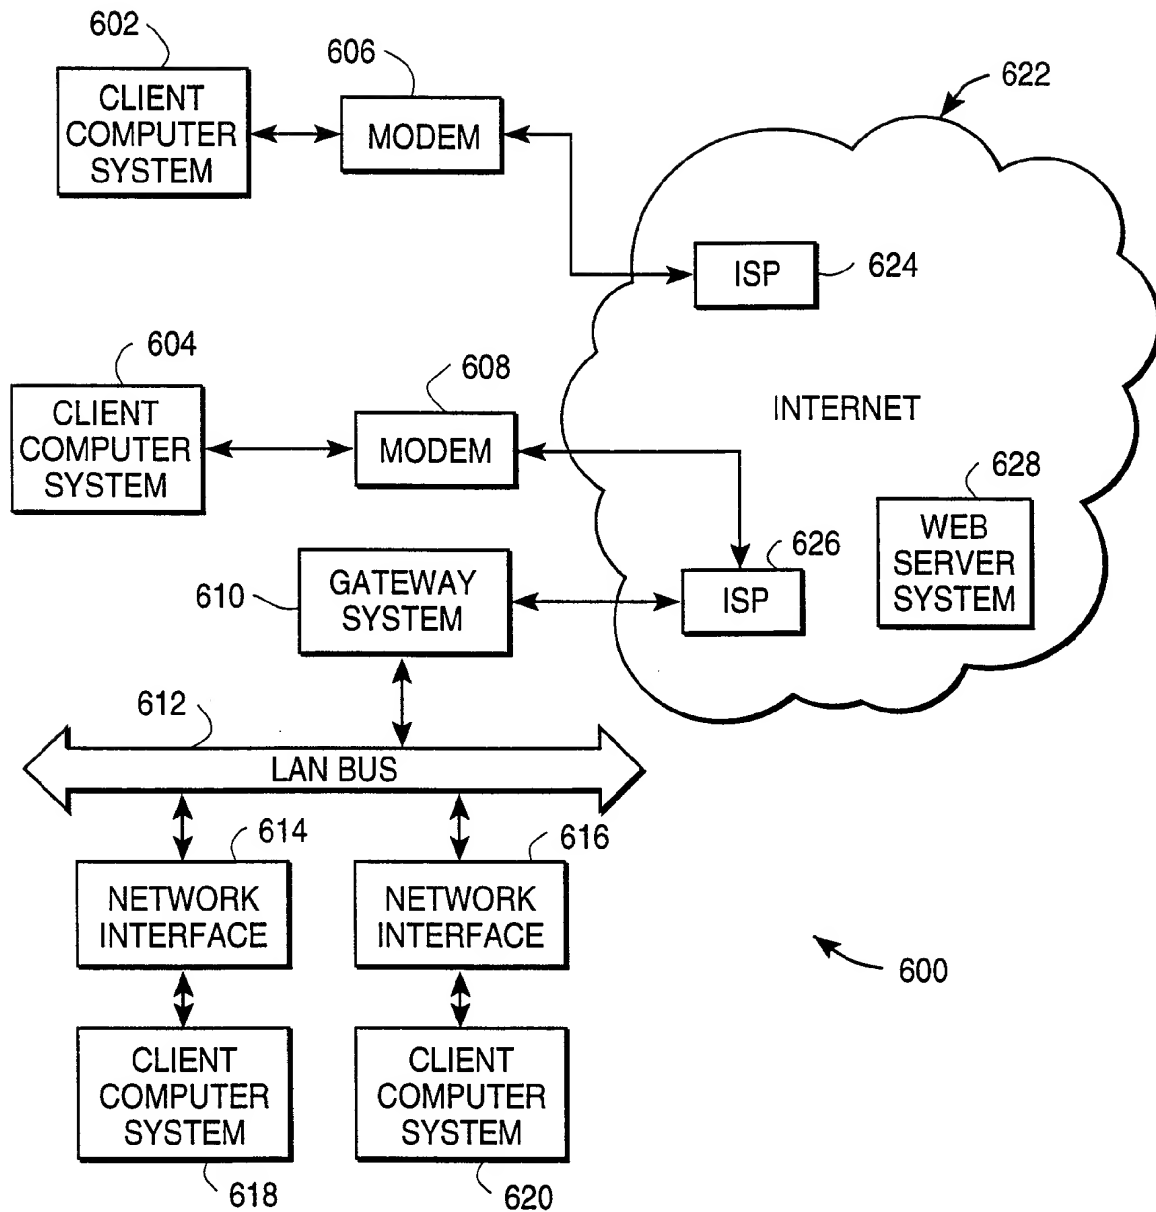 602
CLIENT
COMPUTER
SYSTEM
606
MODEM
622
ISP
624
INTERNET
604
CLIENT
COMPUTER
SYSTEM
608
MODEM
628
WEB
SERVER
SYSTEM
626
ISP
610
GATEWAY
SYSTEM
612
LAN BUS
614
NETWORK
INTERFACE
616
NETWORK
INTERFACE
600
CLIENT
COMPUTER
SYSTEM
618
CLIENT
COMPUTER
SYSTEM
620